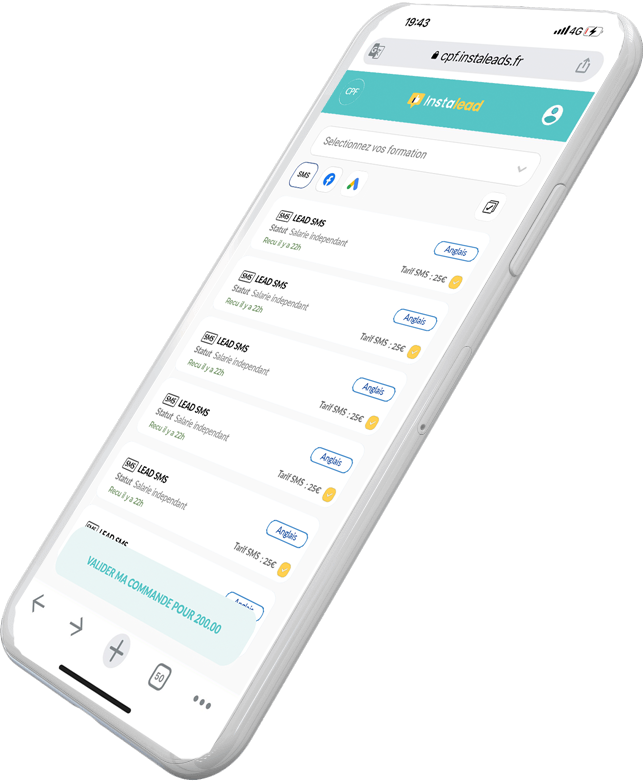 19:43
4G
cpf.instaleads.fr
CPF
instalead
Selectionnez vos formation
SMS
SMS LEAD SMS
Statut Salarie independant
Anglais
Recu il y a 22h
Tarif SMS : 25€
SMS LEAD SMS
Statut Salarie independant
Anglais
Recu il y a 22h
Tarif SMS : 25€
SMS LEAD SMS
Statut Salarie independant
Anglais
Recu il y a 22h
Tarif SMS : 25€
SMS LEAD SMS
Statut Salarie independant
Anglais
Recu il y a 22h
Tarif SMS : 25€
SMS LEAD SMS
Statut Salarie independant
Anglais
Recu il y a 22h
Tarif SMS : 25€
SMS LEAD SMS
Anglais
VALIDER MA COMMANDE POUR 200.00
50